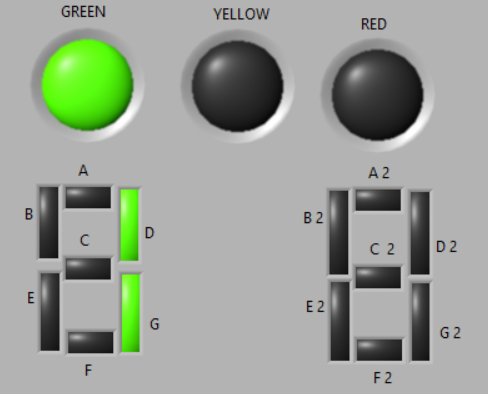 GREEN
YELLOW
RED
A
A 2
B
D
B 2
D 2
C
C 2
E
G
E 2
G 2
F
F 2